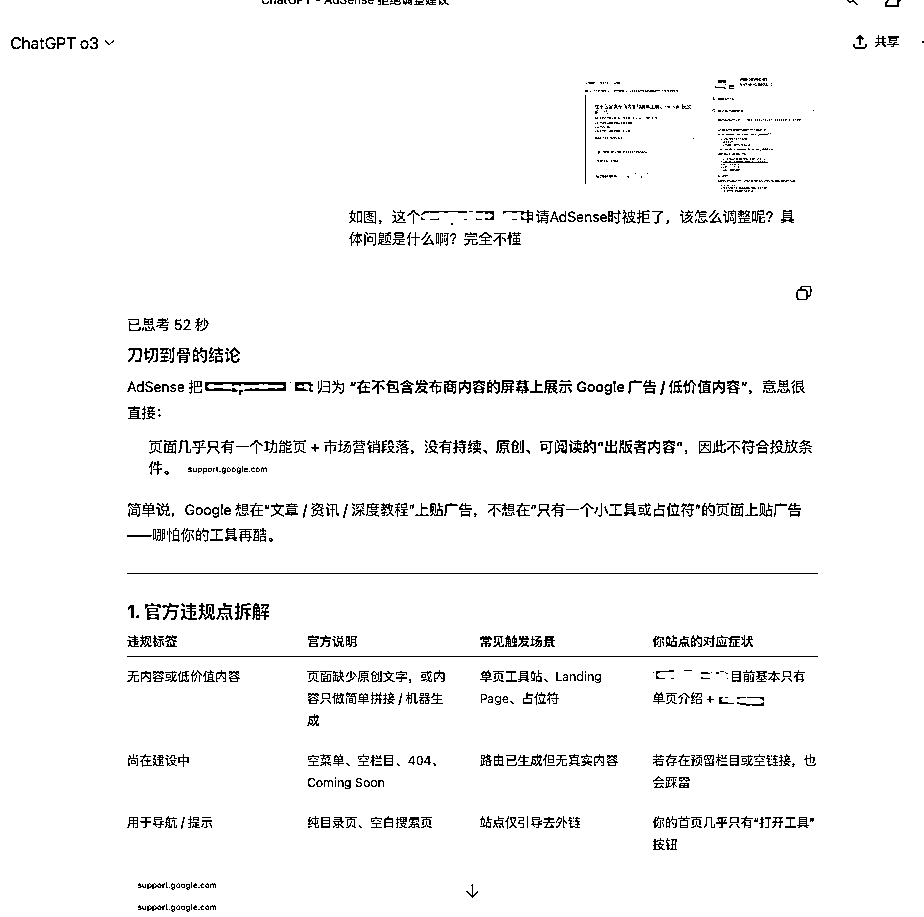 ChatGPT - AdSense 拒绝调整建议
ChatGPT o3
共享
如图，这个 申请AdSense时被拒了，该怎么调整呢？具
体问题是什么啊？完全不懂
已思考 52 秒
刀切到骨的结论
AdSense 把 归为 “在不包含发布商内容的屏幕上展示 Google 广告 / 低价值内容”，意思很
直接：
页面几乎只有一个功能页 + 市场营销段落，没有持续、原创、可阅读的“出版者内容”，因此不符合投放条
件。 support.google.com
简单说，Google 想在“文章 / 资讯 / 深度教程”上贴广告，不想在“只有一个小工具或占位符”的页面上贴广告
——哪怕你的工具再酷。
1. 官方违规点拆解
违规标签 官方说明 常见触发场景 你站点的对应症状
无内容或低价值内容 页面缺少原创文字，或内 单页工具站、Landing 目前基本只有
容只做简单拼接 / 机器生 Page、占位符 单页介绍 +
成
尚在建设中 空菜单、空栏目、404、 路由已生成但无真实内容 若存在预留栏目或空链接，也
Coming Soon 会踩雷
用于导航 / 提示 纯目录页、空白搜索页 站点仅引导去外链 你的首页几乎只有“打开工具”
按钮
support.google.com
support.google.com